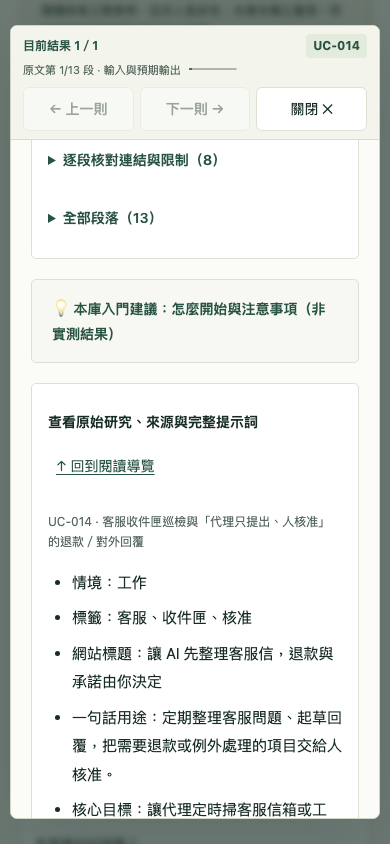 目前結果 1 / 1
UC-014
原文第 1/13 段 · 輸入與預期輸出
← 上一則
下一則 →
關閉 ✕
▶ 逐段核對連結與限制（8）
▶ 全部段落（13）
💡 本庫入門建議：怎麼開始與注意事項（非
實測結果）
查看原始研究、來源與完整提示詞
↑ 回到閱讀導覽
UC-014 · 客服收件匣巡檢與「代理只提出、人核准」
的退款 / 對外回覆
• 情境：工作
• 標籤：客服、收件匣、核准
• 網站標題：讓 AI 先整理客服信，退款與
承諾由你決定
• 一句話用途：定期整理客服問題、起草回
覆，把需要退款或例外處理的項目交給人
核准。
• 核心目標：讓代理定時掃客服信箱或工